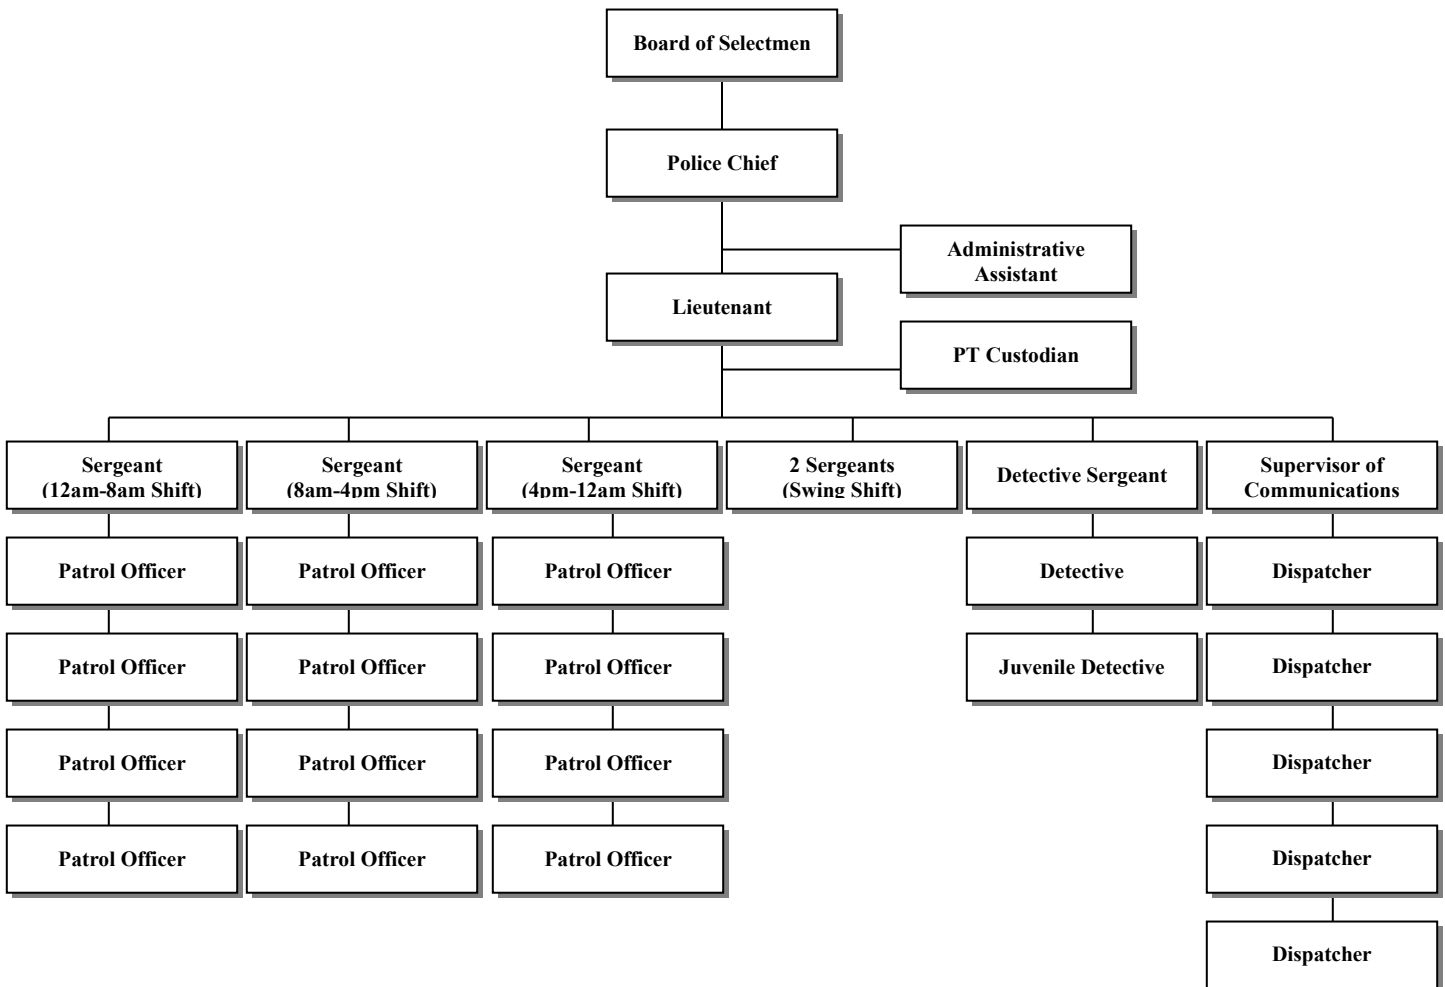 Board of Selectmen
Police Chief
Administrative
Assistant
Lieutenant
PT Custodian
Sergeant
(12am-8am Shift)
Sergeant
(8am-4pm Shift)
Sergeant
(4pm-12am Shift)
2 Sergeants
(Swing Shift)
Detective Sergeant
Supervisor of
Communications
Patrol Officer
Patrol Officer
Patrol Officer
Detective
Dispatcher
Patrol Officer
Patrol Officer
Patrol Officer
Juvenile Detective
Dispatcher
Patrol Officer
Patrol Officer
Patrol Officer
Dispatcher
Patrol Officer
Patrol Officer
Patrol Officer
Dispatcher
Dispatcher